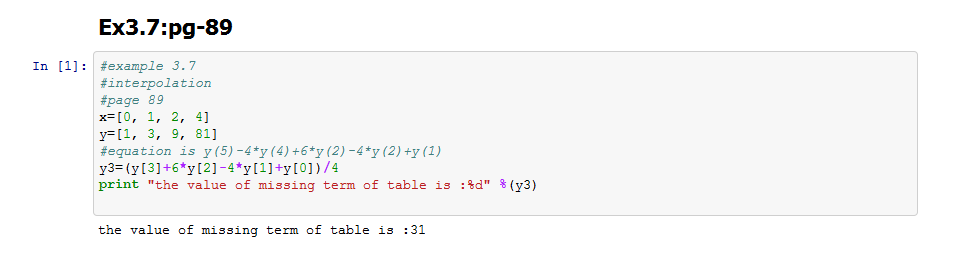 Ex3.7:pg-89
In [1]: #example 3.7
#interpolation
#page 89
x=[0, 1, 2, 4]
y=[1, 3, 9, 81]
#equation is y(5)-4*y(4)+6*y(2)-4*y(2)+y(1)
y3=(y[3]+6*y[2]-4*y[1]+y[0])/4
print "the value of missing term of table is :%d" %(y3)
the value of missing term of table is :31